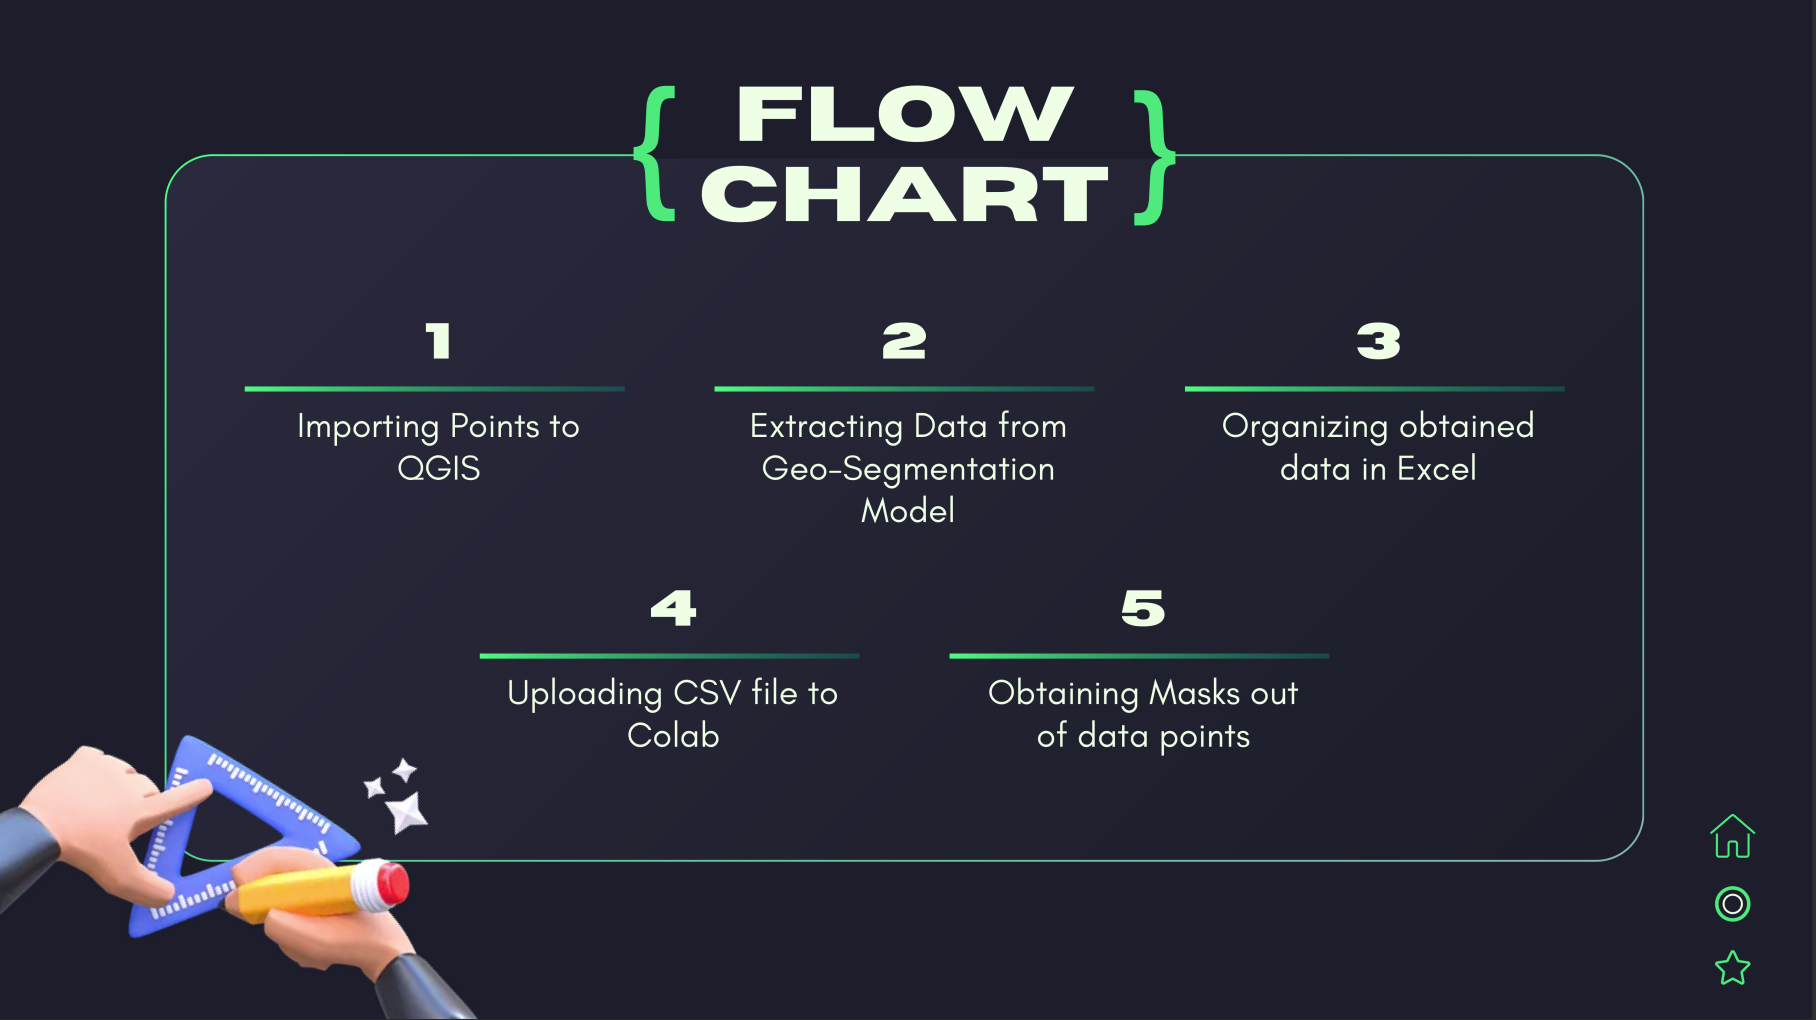 { FLOW
CHART }
1
Importing Points to
QGIS
2
Extracting Data from
Geo-Segmentation
Model
3
Organizing obtained
data in Excel
4
Uploading CSV file to
Colab
5
Obtaining Masks out
of data points